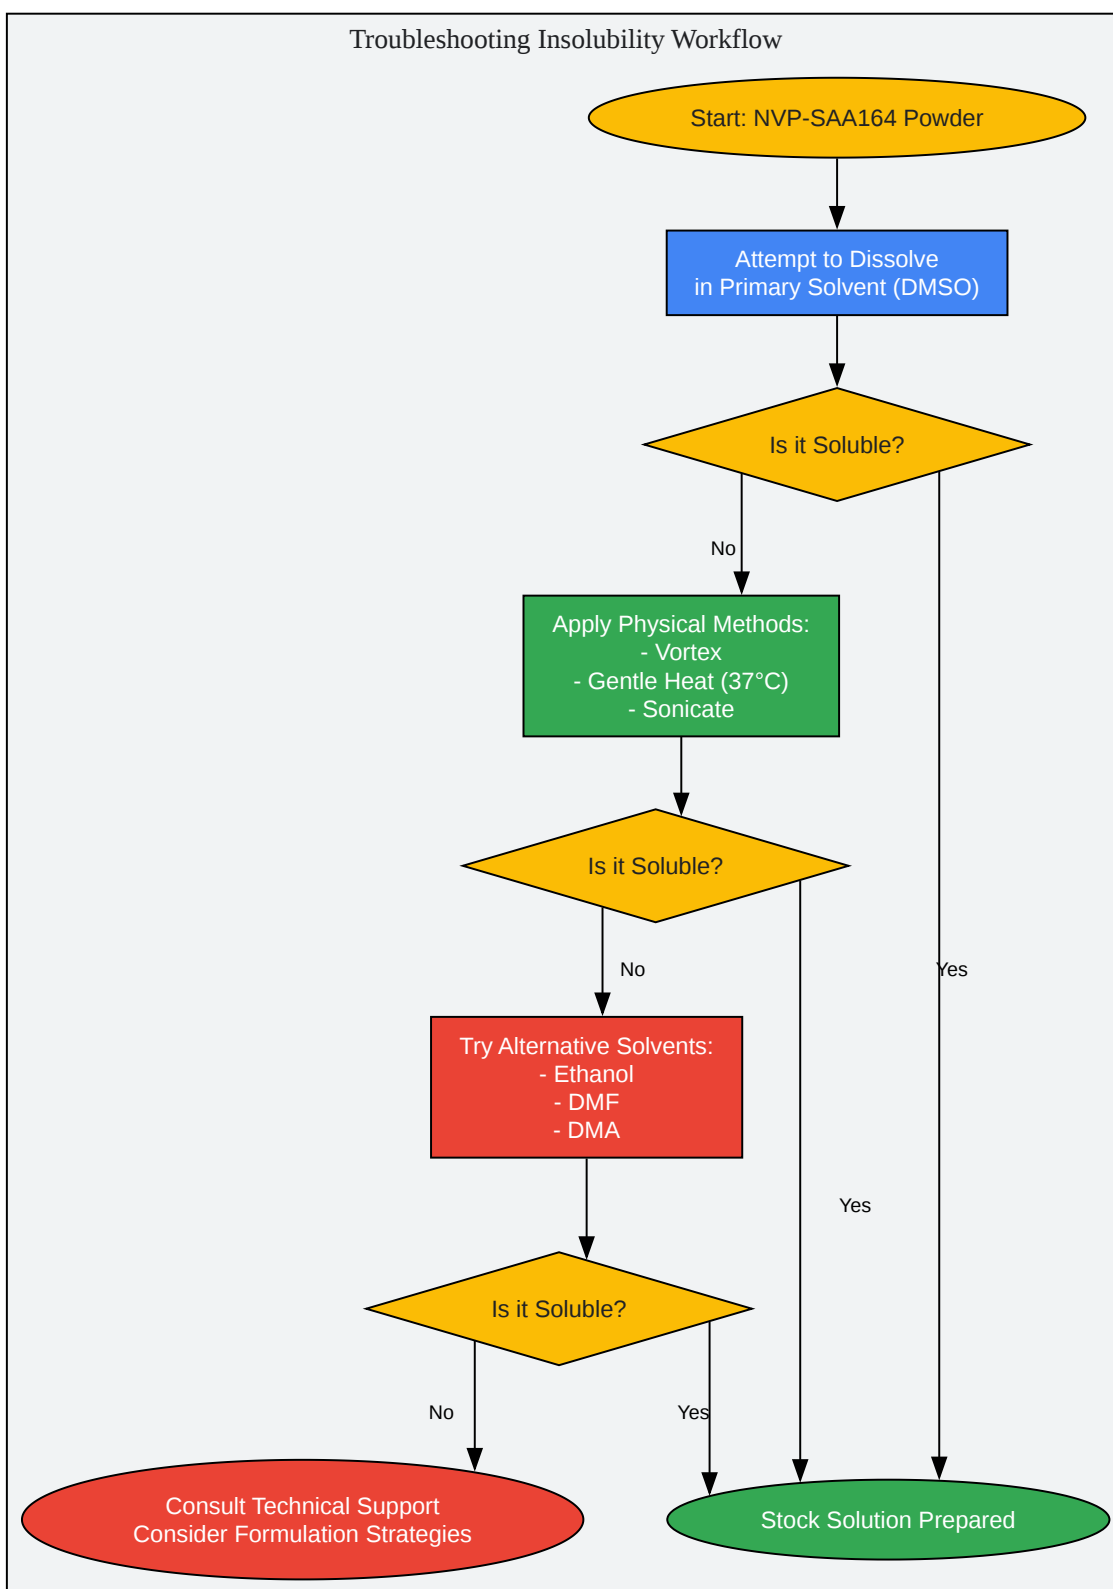 Troubleshooting Insolubility Workflow
Start: NVP-SAA164 Powder
Attempt to Dissolve
in Primary Solvent (DMSO)
Is it Soluble?
No
Apply Physical Methods:
- Vortex
- Gentle Heat (37°C)
- Sonicate
Is it Soluble?
No
Yes
Try Alternative Solvents:
- Ethanol
- DMF
- DMA
Yes
Is it Soluble?
No
Yes
Consult Technical Support
Consider Formulation Strategies
Stock Solution Prepared